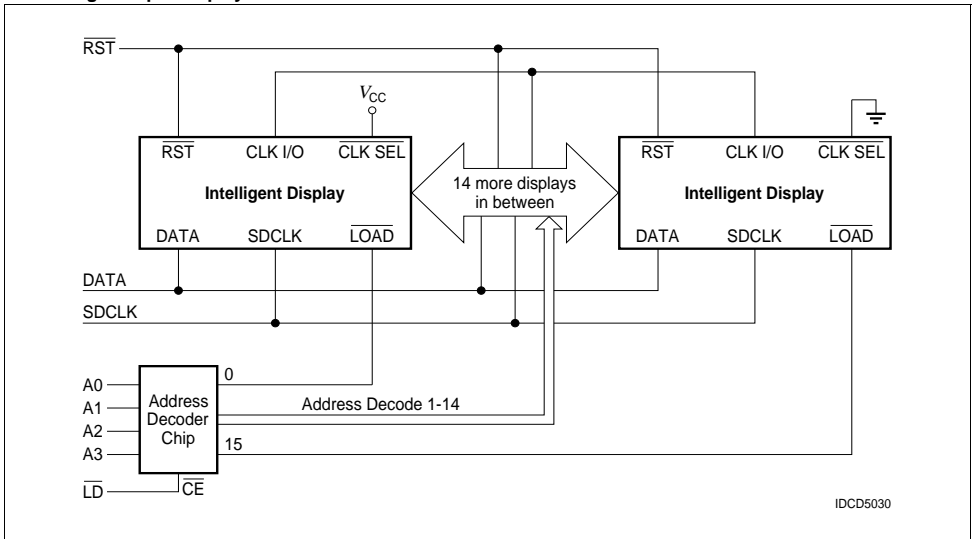 RST
VCC
RST CLK I/O CLK SEL
Intelligent Display
DATA SDCLK LOAD
14 more displays
in between
RST CLK I/O CLK SEL
Intelligent Display
DATA SDCLK LOAD
DATA
SDCLK
A0
A1
A2
A3
Address
Decoder
Chip
0
Address Decode 1-14
15
LD
CE
IDCD5030